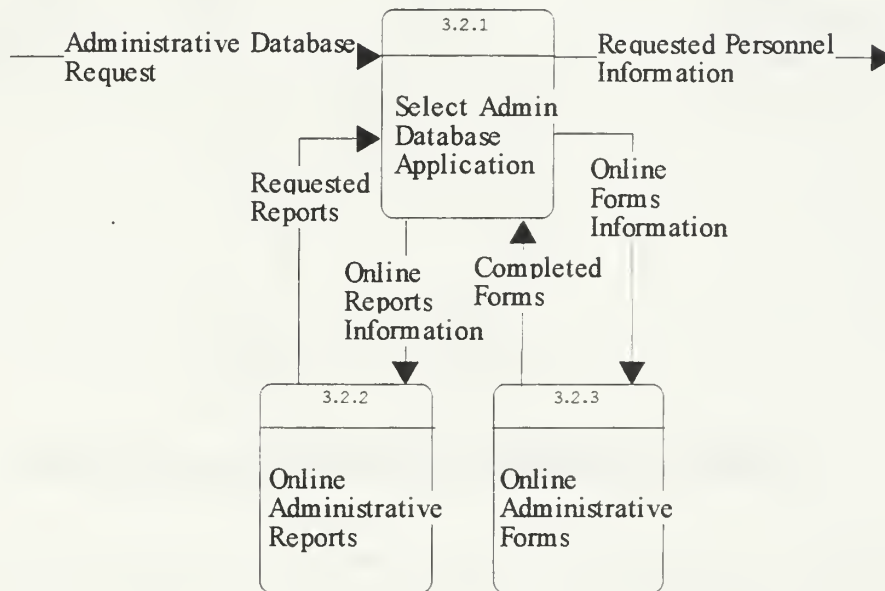 3.2.1
Administrative Database
Request
Requested Personnel
Information
Select Admin
Database
Application
Requested
Reports
Online
Forms
Information
Online
Reports
Information
Completed
Forms
3.2.2
Online
Administrative
Reports
3.2.3
Online
Administrative
Forms